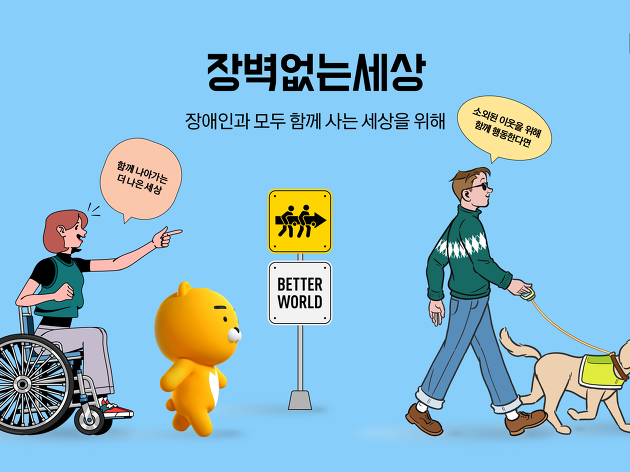 장벽없는세상
장애인과 모두 함께 사는 세상을 위해
소외된 이웃을 위해
함께 행동한다면
함께 나아가는
더 나은 세상
BETTER
WORLD